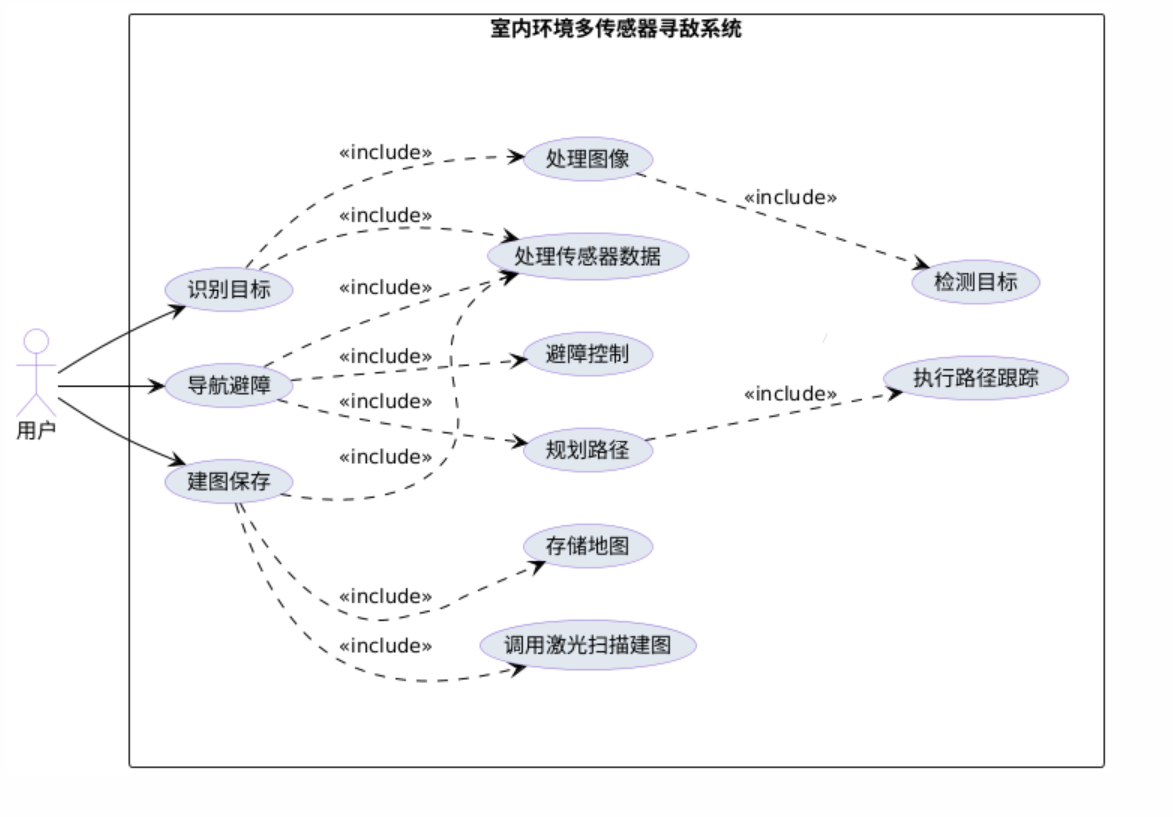 室内环境多传感器寻敌系统
«include»
处理图像
«include»
«include»
处理传感器数据
检测目标
识别目标
«include»
«include»
避障控制
导航避障
«include»
«include»
执行路径跟踪
用户
规划路径
«include»
建图保存
存储地图
«include»
«include»
调用激光扫描建图